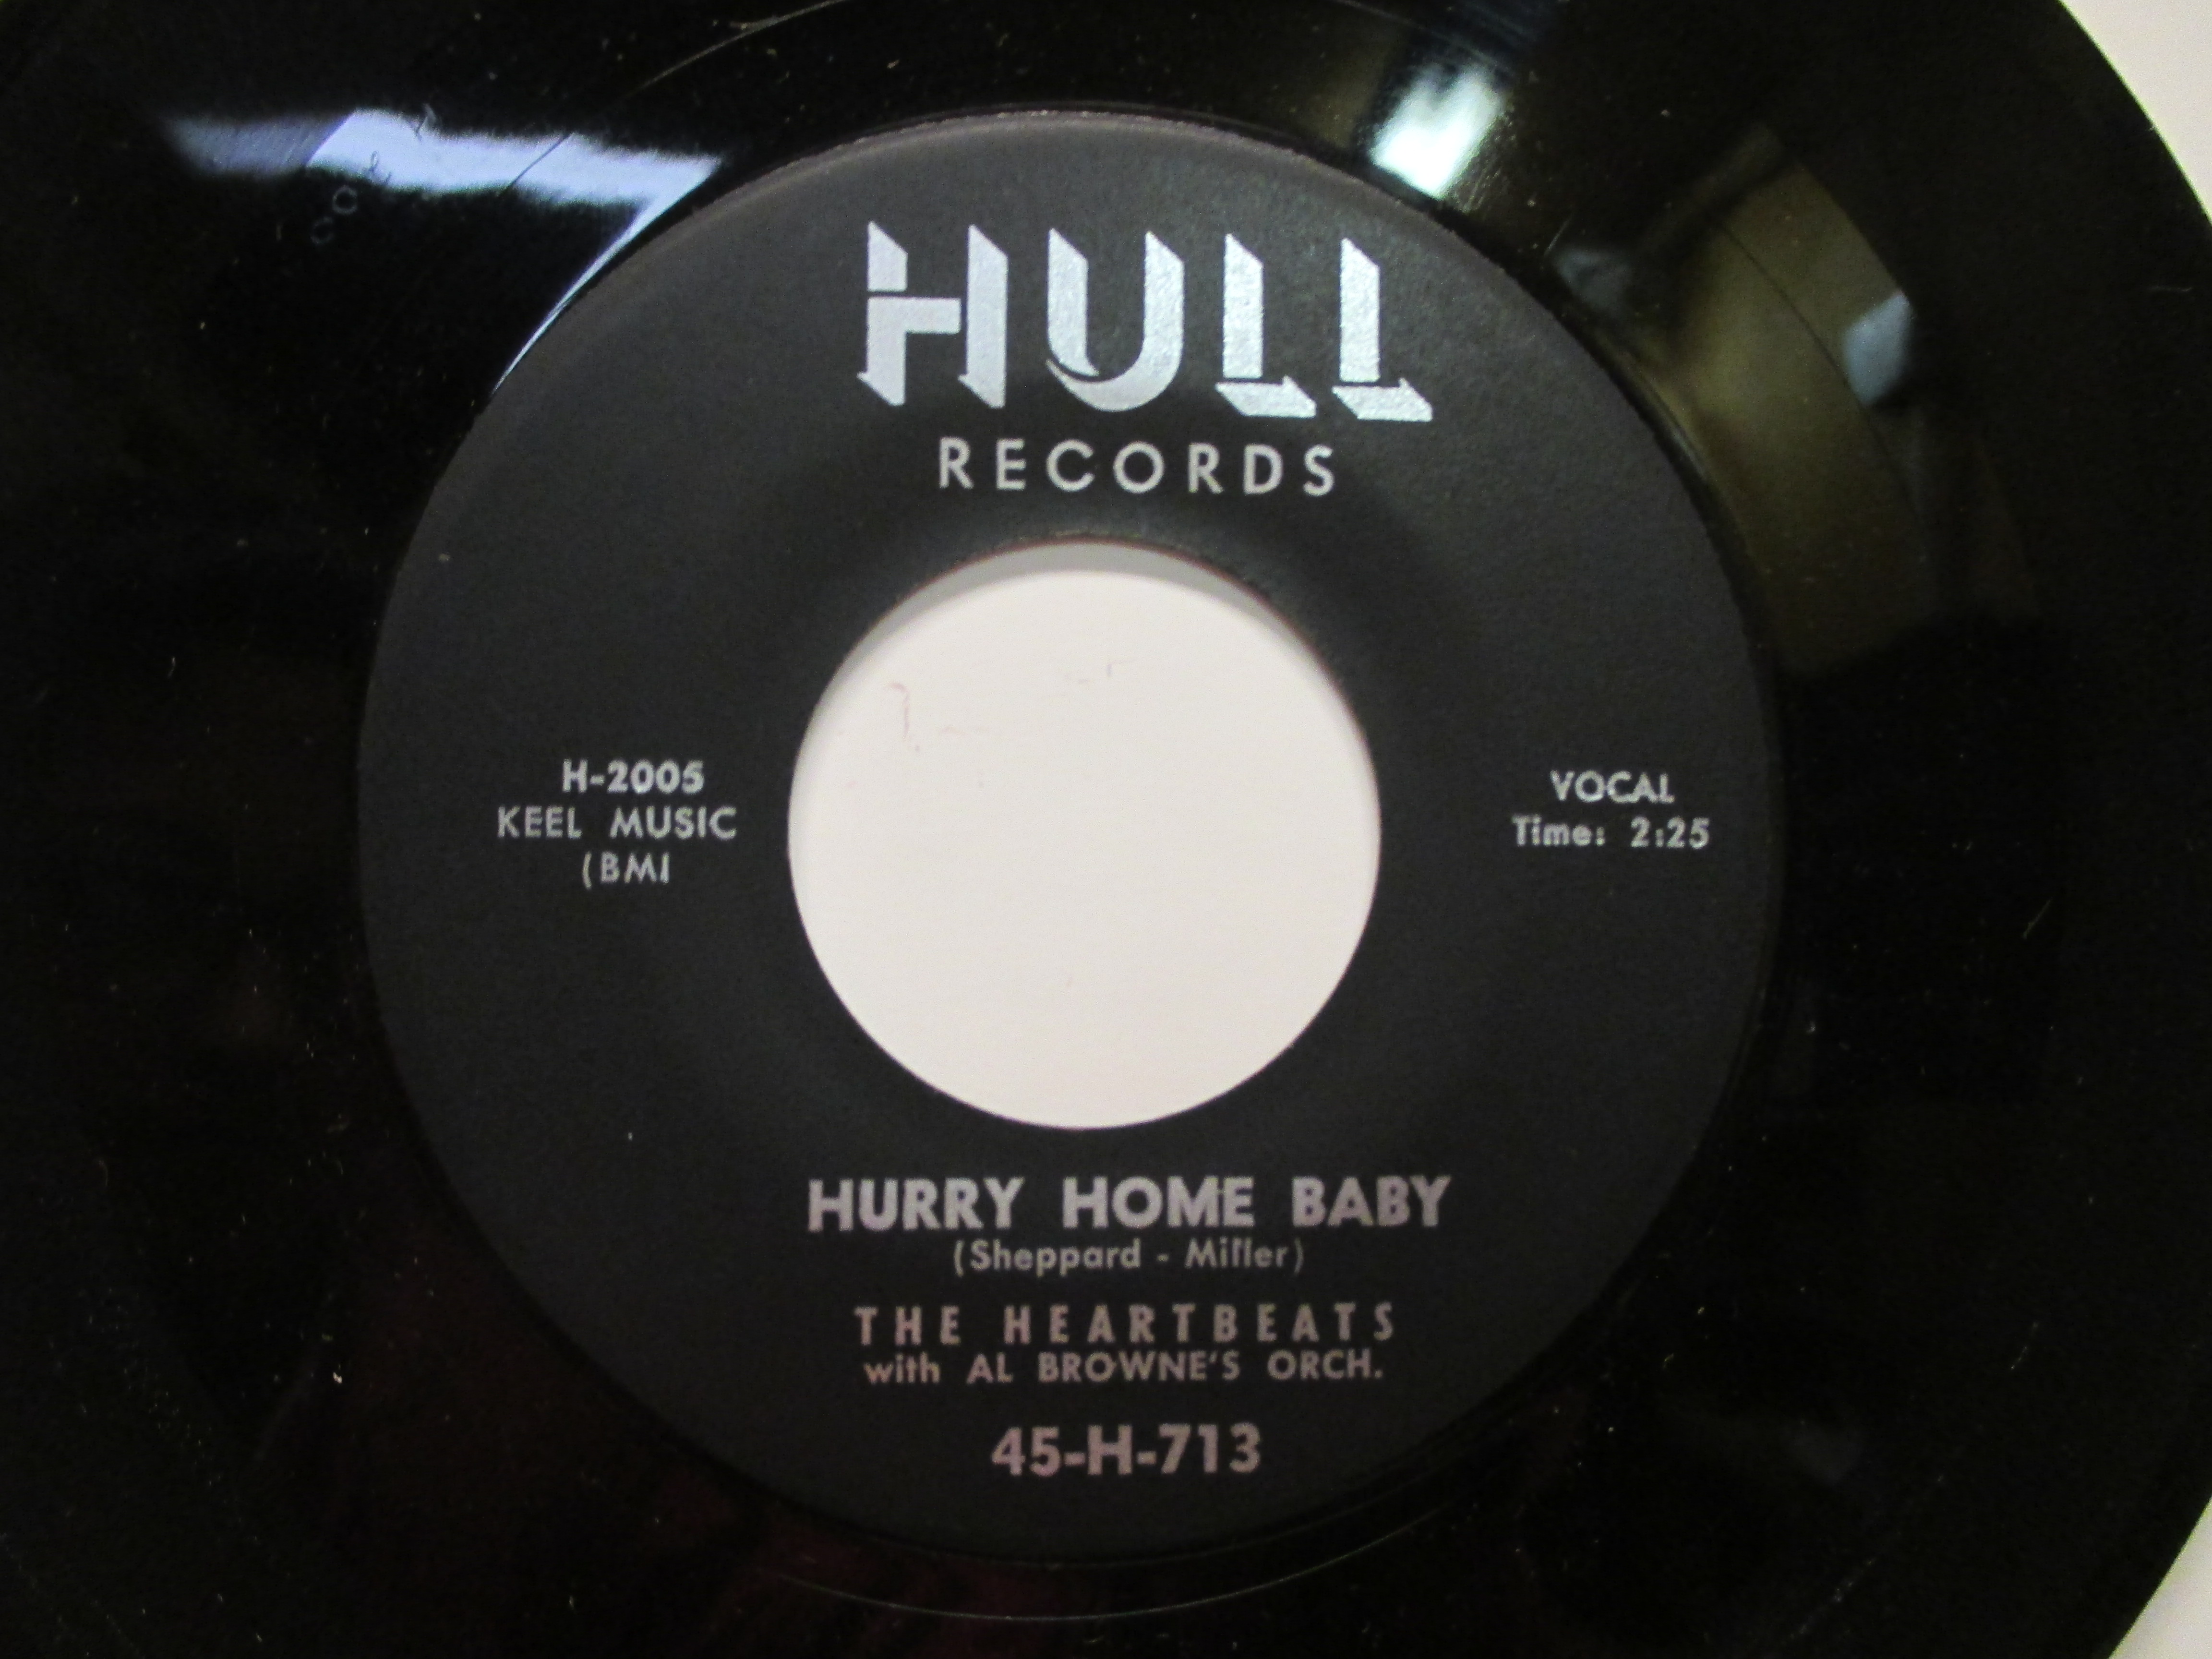 HULL
RECORDS
H-2005
KEEL MUSIC
(BMI
VOCAL
Time: 2:25
HURRY HOME BABY
(Sheppard - Miller)
THE HEARTBEATS
with AL BROWNE'S ORCH.
45-H-713